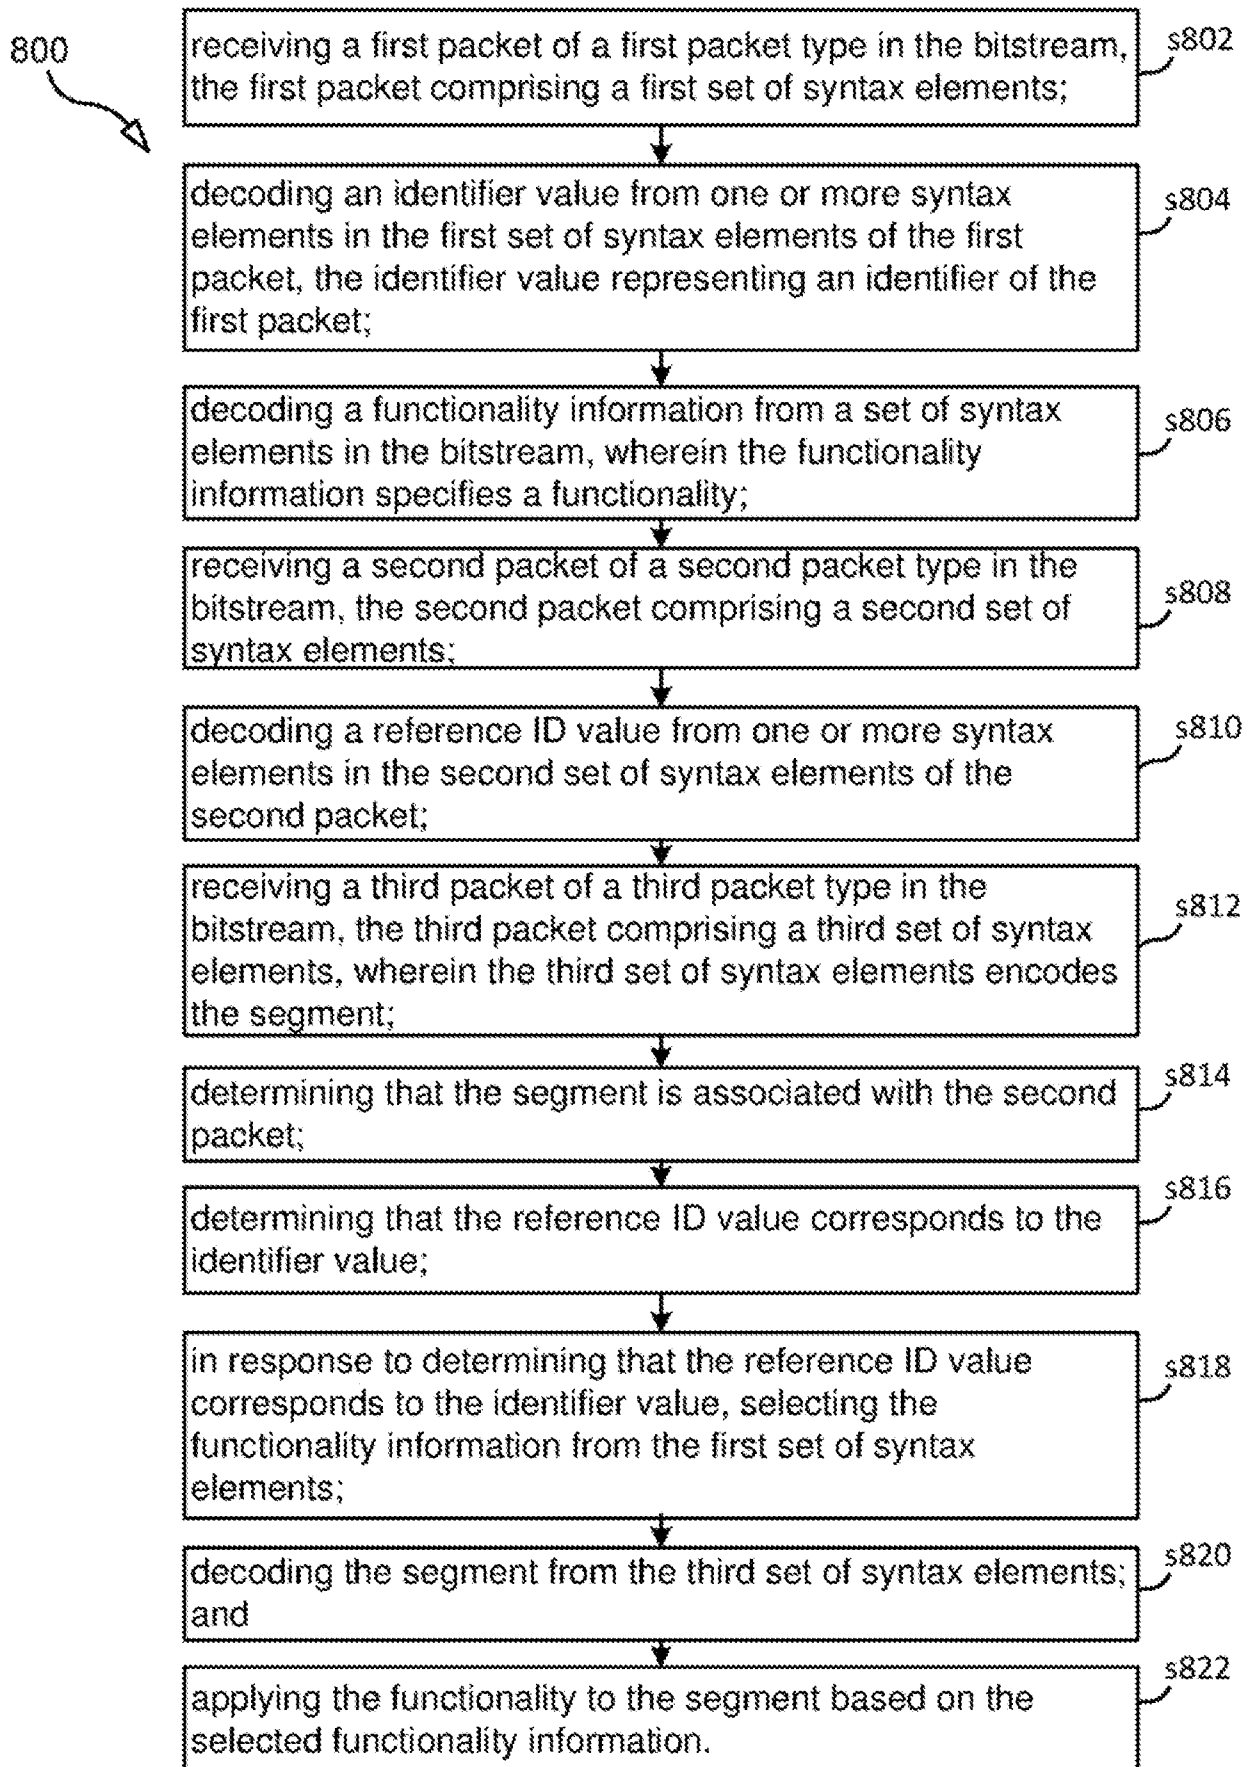 800
receiving a first packet of a first packet type in the bitstream,
the first packet comprising a first set of syntax elements;
s802
decoding an identifier value from one or more syntax
elements in the first set of syntax elements of the first
packet, the identifier value representing an identifier of the
first packet;
s804
decoding a functionality information from a set of syntax
elements in the bitstream, wherein the functionality
information specifies a functionality;
s806
receiving a second packet of a second packet type in the
bitstream, the second packet comprising a second set of
syntax elements;
s808
decoding a reference ID value from one or more syntax
elements in the second set of syntax elements of the
second packet;
s810
receiving a third packet of a third packet type in the
bitstream, the third packet comprising a third set of syntax
elements, wherein the third set of syntax elements encodes
the segment;
s812
determining that the segment is associated with the second
packet;
s814
determining that the reference ID value corresponds to the
identifier value;
s816
in response to determining that the reference ID value
corresponds to the identifier value, selecting the
functionality information from the first set of syntax
elements;
s818
decoding the segment from the third set of syntax elements;
and
s820
applying the functionality to the segment based on the
selected functionality information.
s822